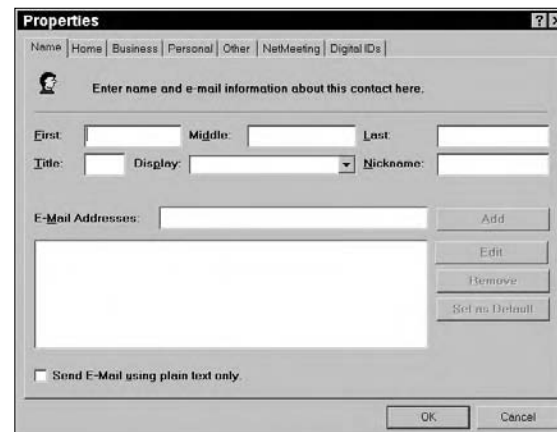 Properties
Name Home Business Personal Other NetMeeting Digital IDs
Enter name and e-mail information about this contact here.
First: Middle: Last:
Title: Display: Nickname:
E-Mail Addresses: Add
Edit
Remove
Set as Default
Send E-Mail using plain text only.
OK Cancel